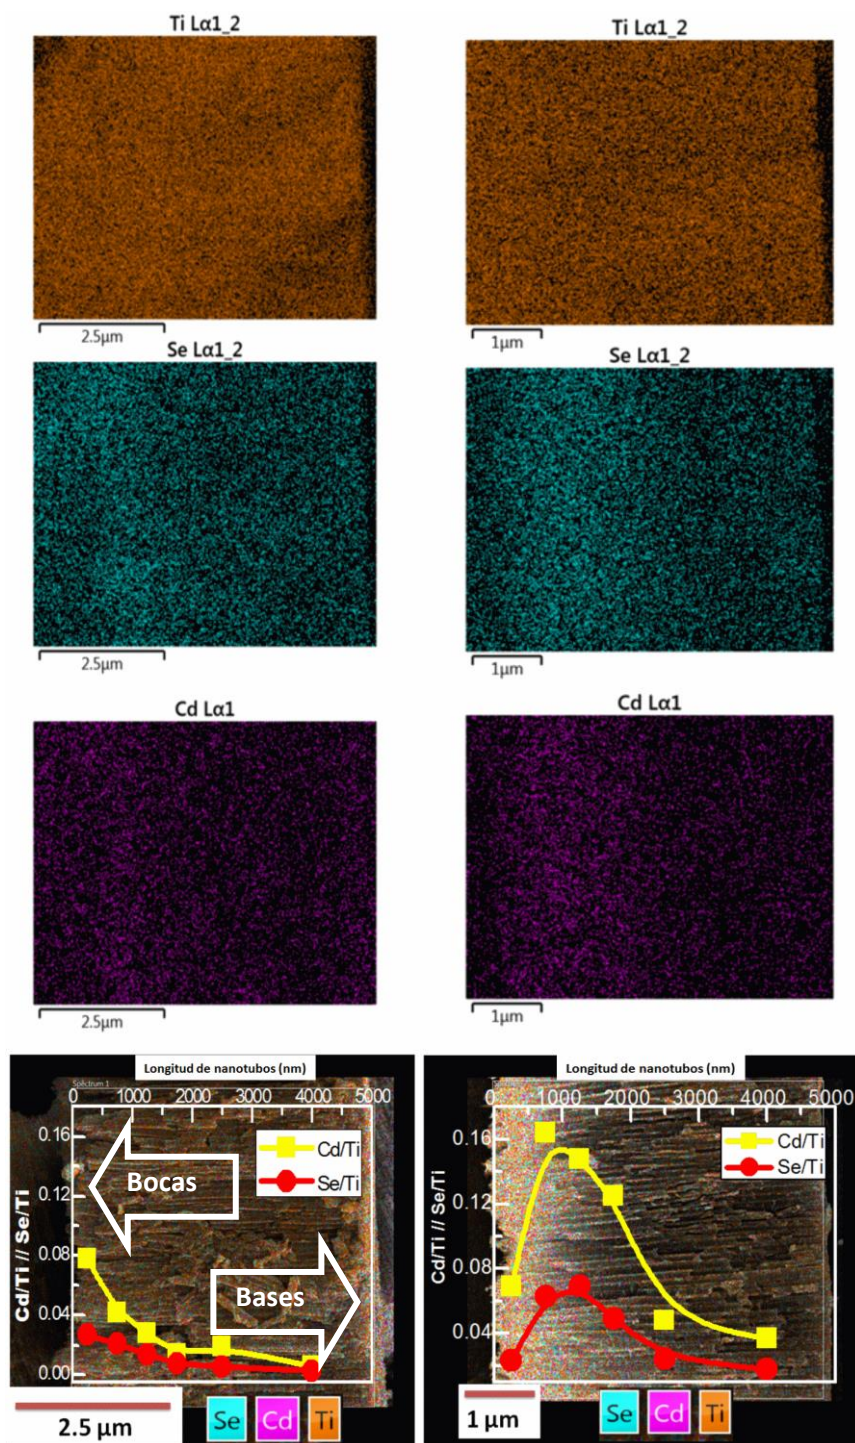 Ti Lα1_2
Ti Lα1_2
2.5µm
1µm
Se Lα1_2
Se Lα1_2
2.5µm
1µm
Cd Lα1
Cd Lα1
2.5µm
1µm
Longitud de nanotubos (nm)
Spectrum 1
0 1000 2000 3000 4000 5000
Cd/Ti // Se/Ti
0.16
0.12
0.08
0.04
0.00
Cd/Ti
Se/Ti
Bocas
Bases
2.5 µm
Se Cd Ti
Longitud de nanotubos (nm)
0 1000 2000 3000 4000 5000
Cd/Ti // Se/Ti
0.16
0.12
0.08
0.04
Cd/Ti
Se/Ti
1 µm
Se Cd Ti